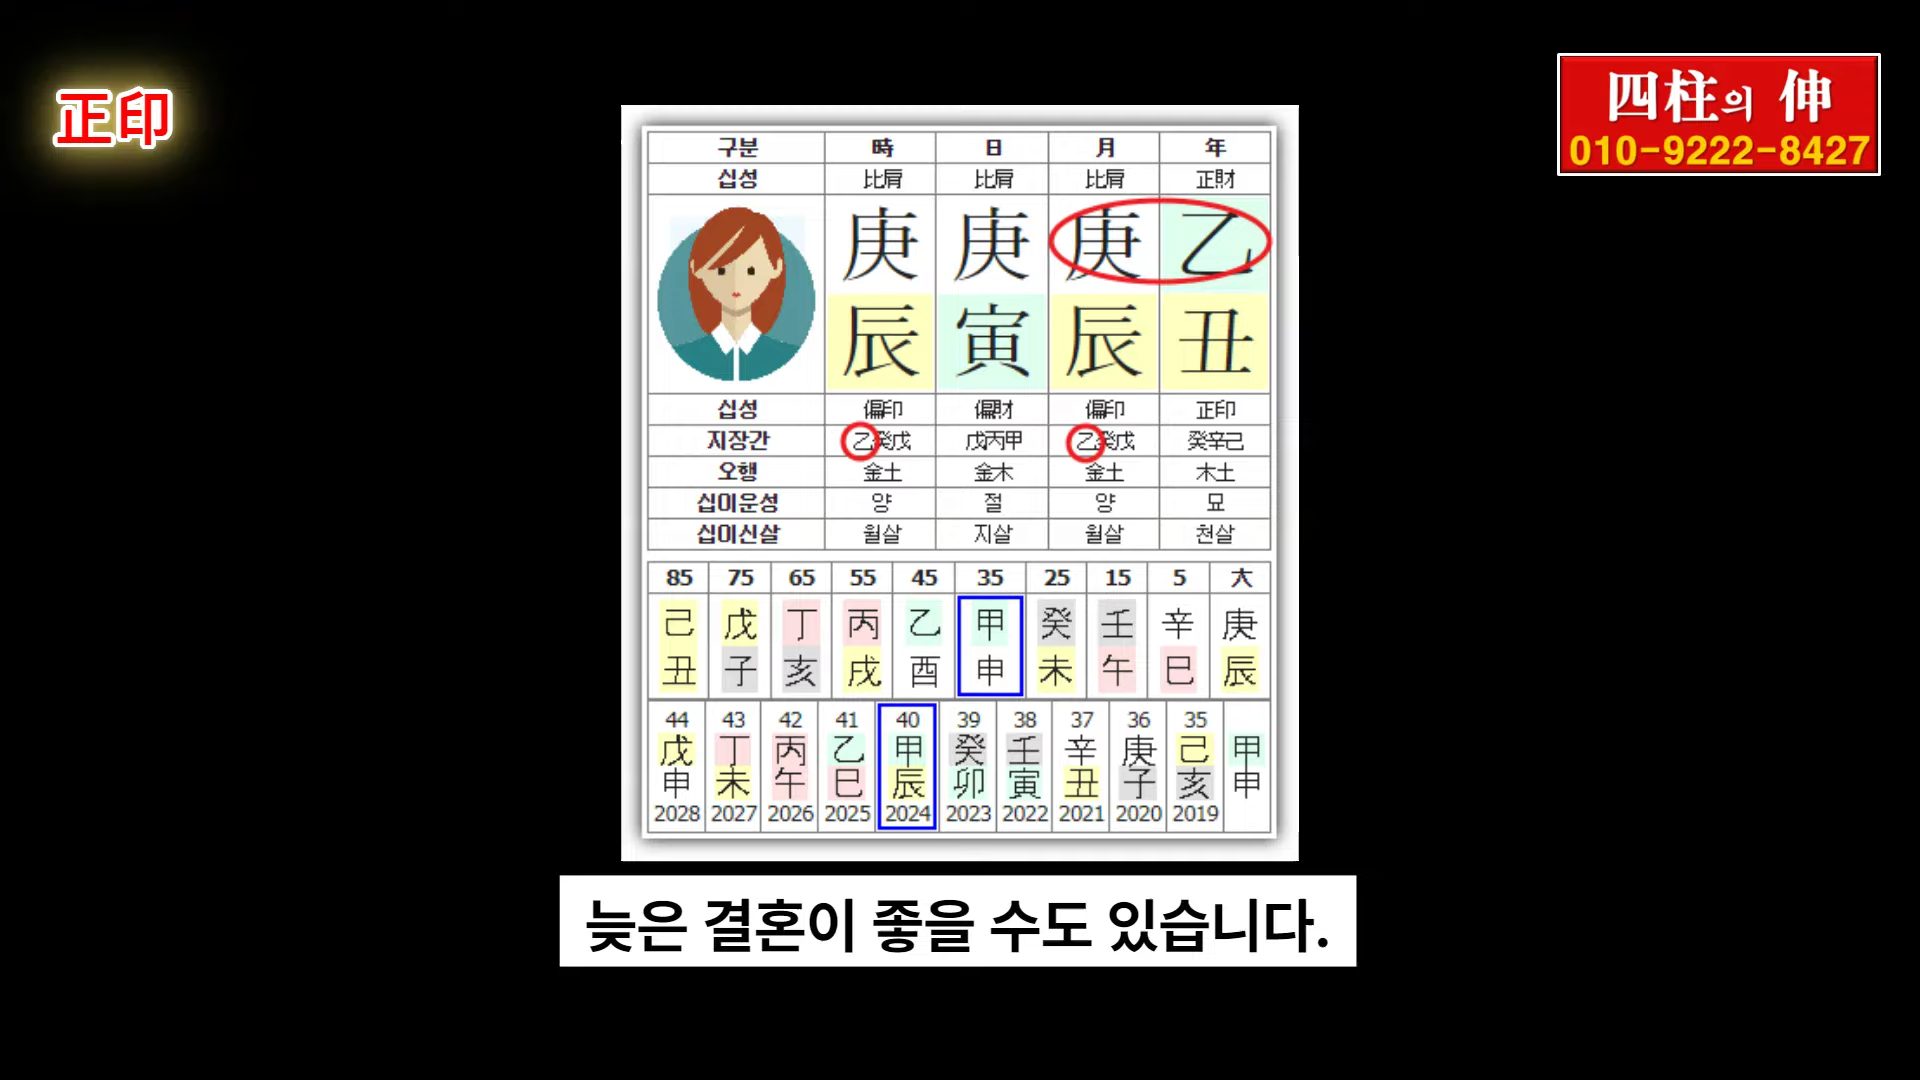 正印
四柱의 伸
010-9222-8427
구분 時 日 月 年
십성 比肩 比肩 比肩 正財
庚 庚 庚 乙
辰 寅 辰 丑
십성 偏印 偏財 偏印 正印
지장간 乙癸戊 戊丙甲 乙癸戊 癸辛己
오행 金土 金木 金土 木土
십이운성 양 절 양 묘
십이신살 월살 지살 월살 천살
85 75 65 55 45 35 25 15 5 大
己 戊 丁 丙 乙 甲 癸 壬 辛 庚
丑 子 亥 戌 酉 申 未 午 巳 辰
44 43 42 41 40 39 38 37 36 35
戊 丁 丙 乙 甲 癸 壬 辛 庚 己 甲
申 未 午 巳 辰 卯 寅 丑 子 亥 申
2028 2027 2026 2025 2024 2023 2022 2021 2020 2019
늦은 결혼이 좋을 수도 있습니다.